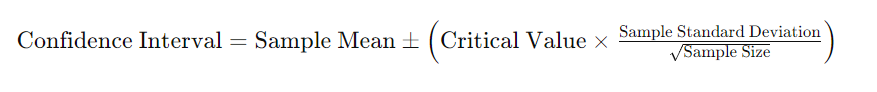 Confidence Interval = Sample Mean ± (Critical Value × Sample Standard Deviation / √Sample Size)